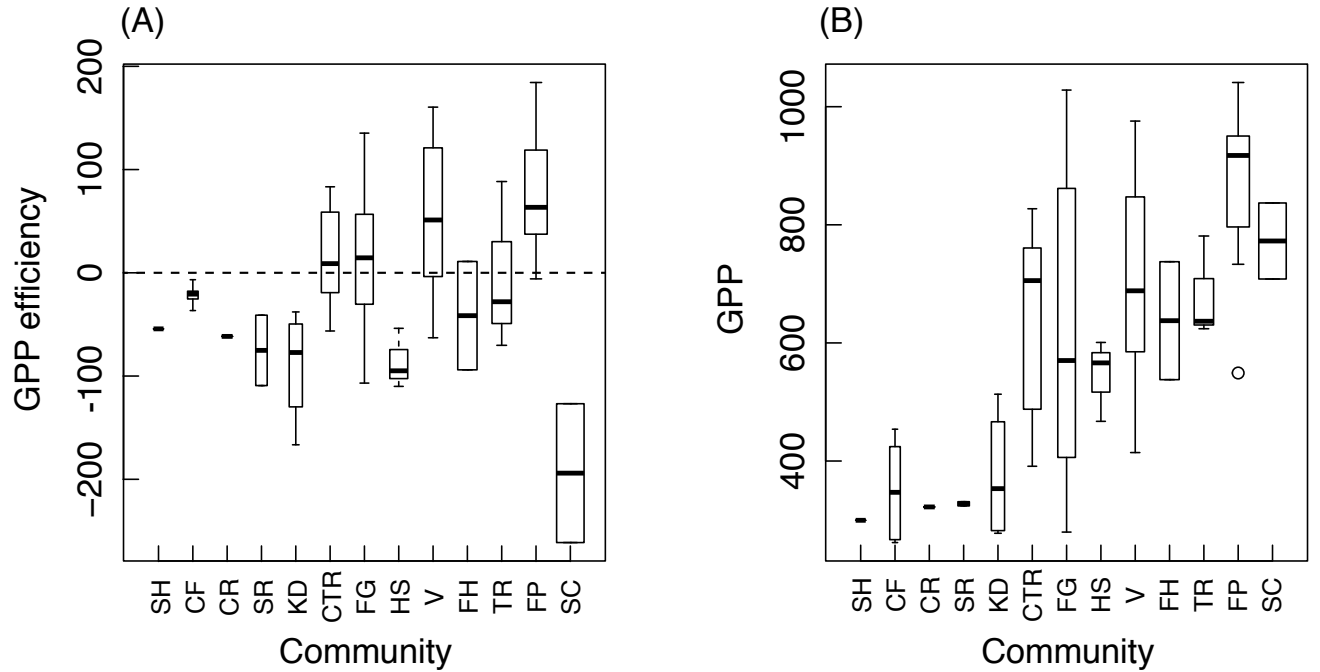 (A)
GPP efficiency
200
100
0
-100
−200
SH CF CR SR KD CTR FG HS V FH TR FP SC
Community
(B)
GPP
1000
800
600
400
SH CF CR SR KD CTR FG HS V FH TR FP SC
Community